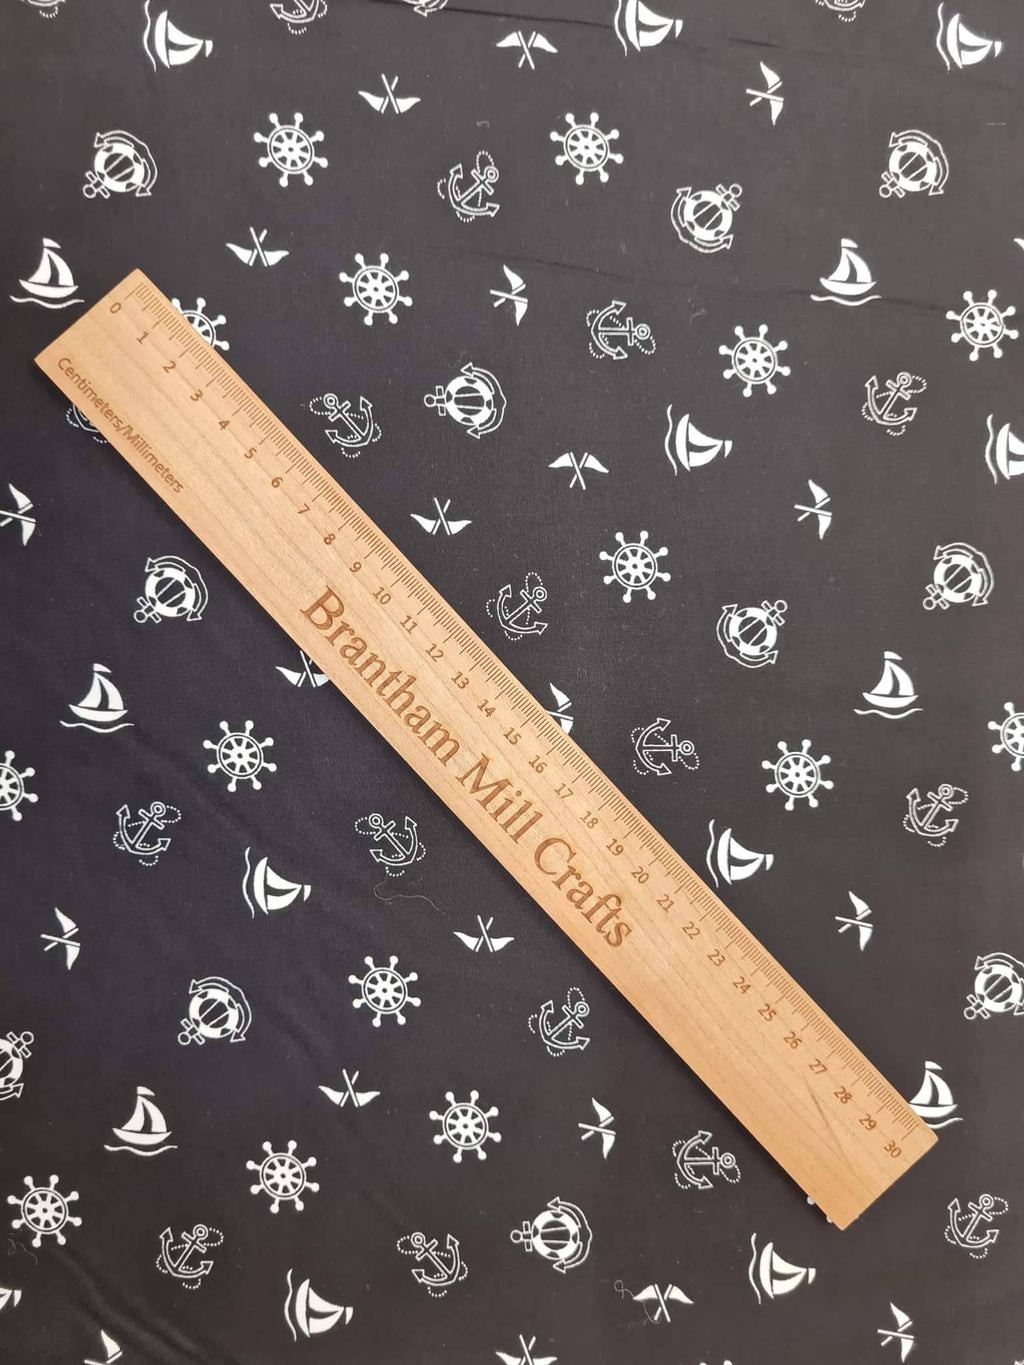 0 1 2 3 4 5 6 7 8 9 10 11 12 13 14 15 16 17 18 19 20 21 22 23 24 25 26 27 28 29 30
Centimeters/Millimeters
Brantham Mill Crafts